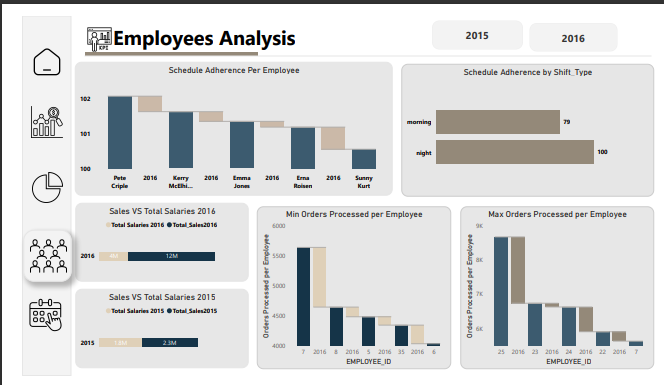 KPI
Employees Analysis
2015
2016
Schedule Adherence Per Employee
102
101
100
Pete Criple
2016
Kerry McElhi...
2016
Emma Jones
2016
Erna Roisen
2016
Sunny Kurt
Schedule Adherence by Shift_Type
morning
79
night
100
Sales VS Total Salaries 2016
Total Salaries 2016 Total_Sales2016
2016
4M
12M
Sales VS Total Salaries 2015
Total Salaries 2015 Total_Sales2015
2015
1.8M
2.3M
Min Orders Processed per Employee
Orders Processed per Employee
6000
5500
5000
4500
4000
7 2016 8 2016 5 2016 35 2016 6
EMPLOYEE_ID
Max Orders Processed per Employee
Orders Processed per Employee
9K
8K
7K
6K
25 2016 23 2016 24 2016 22 2016 7
EMPLOYEE_ID